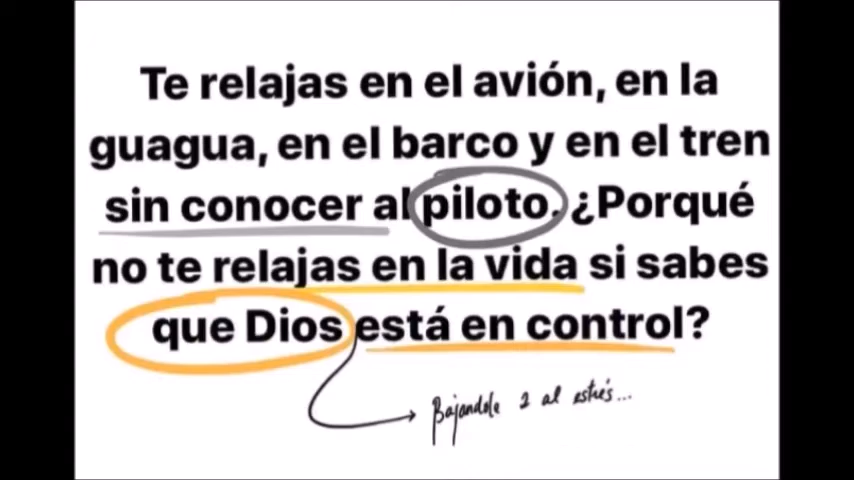 Te relajas en el avión, en la
guagua, en el barco y en el tren
sin conocer al piloto. ¿Porqué
no te relajas en la vida si sabes
que Dios está en control?
Bajandole 2 al estrés...